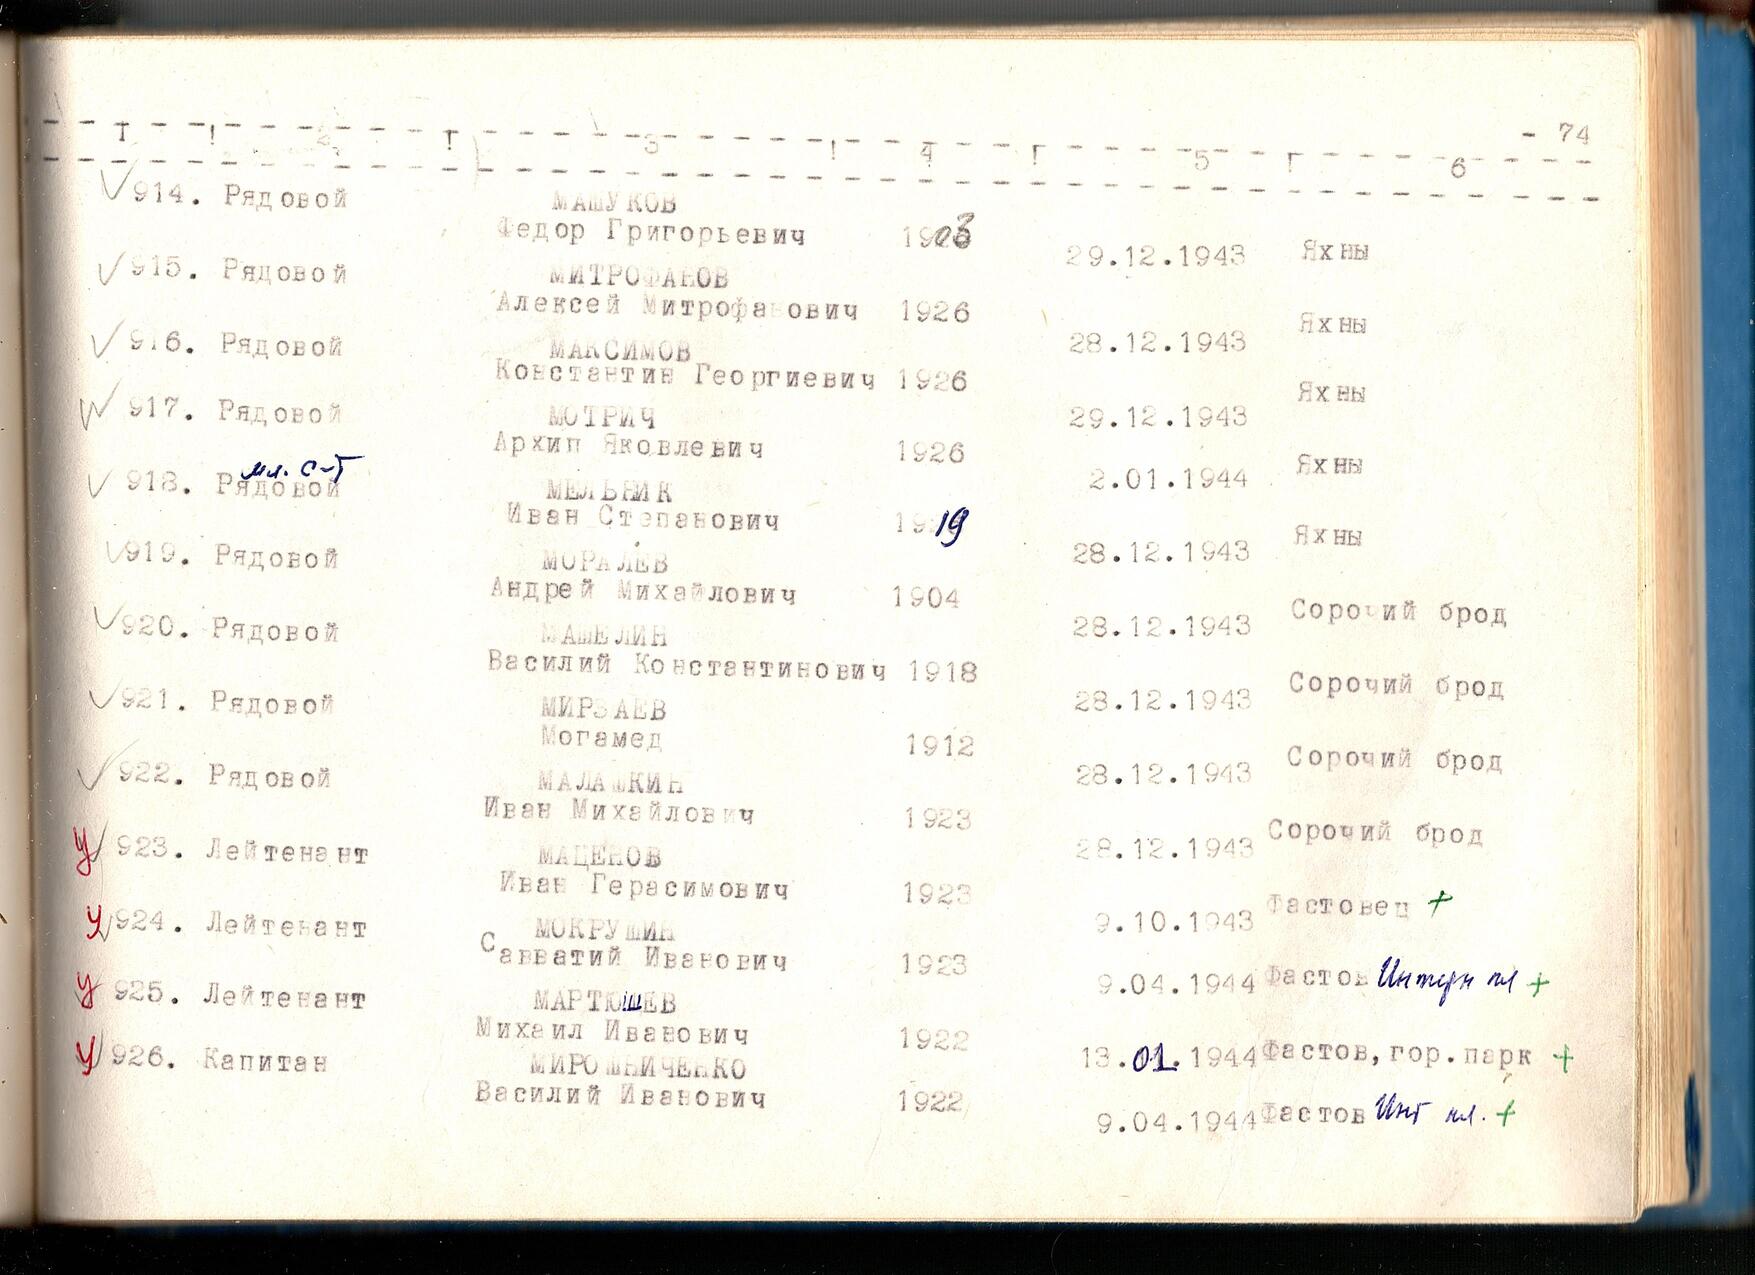 - 74
1 ! 2 ! 3 ! 4 ! 5 ! 6
914. Рядовой МАШУКОВ
Федор Григорьевич 1903 29.12.1943 Яхны
915. Рядовой МИТРОФАНОВ
Алексей Митрофанович 1926 28.12.1943 Яхны
916. Рядовой МАКСИМОВ
Константин Георгиевич 1926 29.12.1943 Яхны
917. Рядовой МОТРИЧ
Архип Яковлевич 1926 2.01.1944 Яхны
мл. с-т
918. Рядовой МЕЛЬНИК
Иван Степанович 1919 28.12.1943 Яхны
919. Рядовой МОРАЛЕВ
Андрей Михайлович 1904 28.12.1943 Сорочий брод
920. Рядовой МАШЕЛИН
Василий Константинович 1918 28.12.1943 Сорочий брод
921. Рядовой МИРЗАЕВ
Могамед 1912 28.12.1943 Сорочий брод
922. Рядовой МАЛАШКИН
Иван Михайлович 1923 28.12.1943 Сорочий брод
у 923. Лейтенант МАЦЕНОВ
Иван Герасимович 1923 9.10.1943 Фастовец +
у 924. Лейтенант МОКРУШИН
Савватий Иванович 1923 9.04.1944 Фастов Интерн пл +
у 925. Лейтенант МАРТЮШЕВ
Михаил Иванович 1922 13.01.1944 Фастов, гор.парк +
у 926. Капитан МИРОШНИЧЕНКО
Василий Иванович 1922 9.04.1944 Фастов Инт пл. +